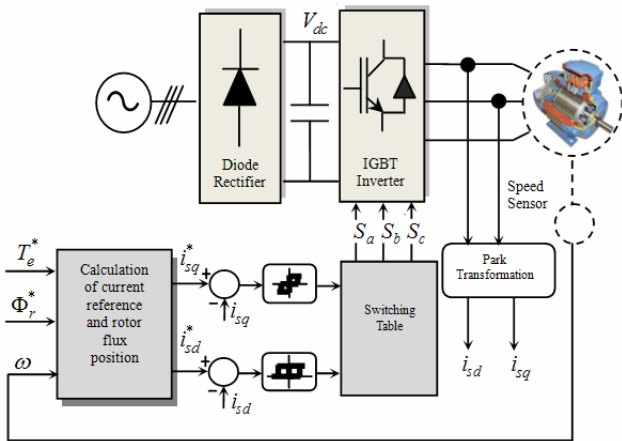 V_dc
Diode
Rectifier
IGBT
Inverter
Speed
Sensor
S_a S_b S_c
T_e^*
Φ_r^*
ω
Calculation
of current
reference
and rotor
flux
position
i_sq^*
+
−
i_sq
i_sd^*
+
−
i_sd
Switching
Table
Park
Transformation
i_sd
i_sq